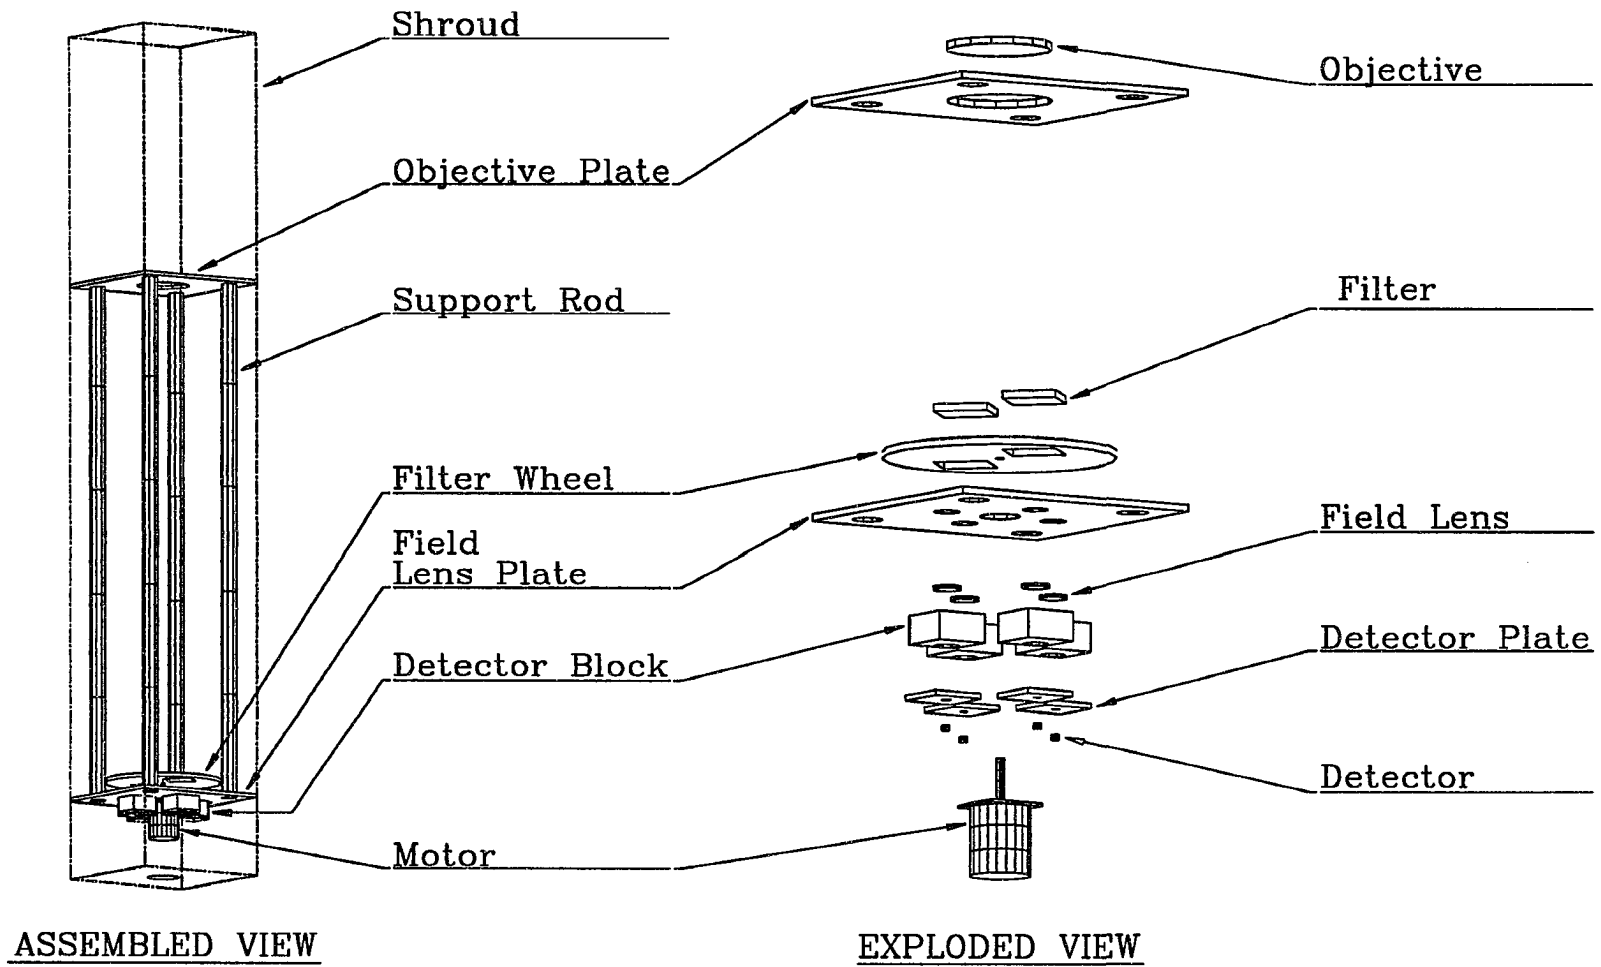 Shroud
Objective
Objective Plate
Filter
Support Rod
Filter Wheel
Field Lens
Field
Lens Plate
Detector Plate
Detector Block
Detector
Motor
ASSEMBLED VIEW
EXPLODED VIEW